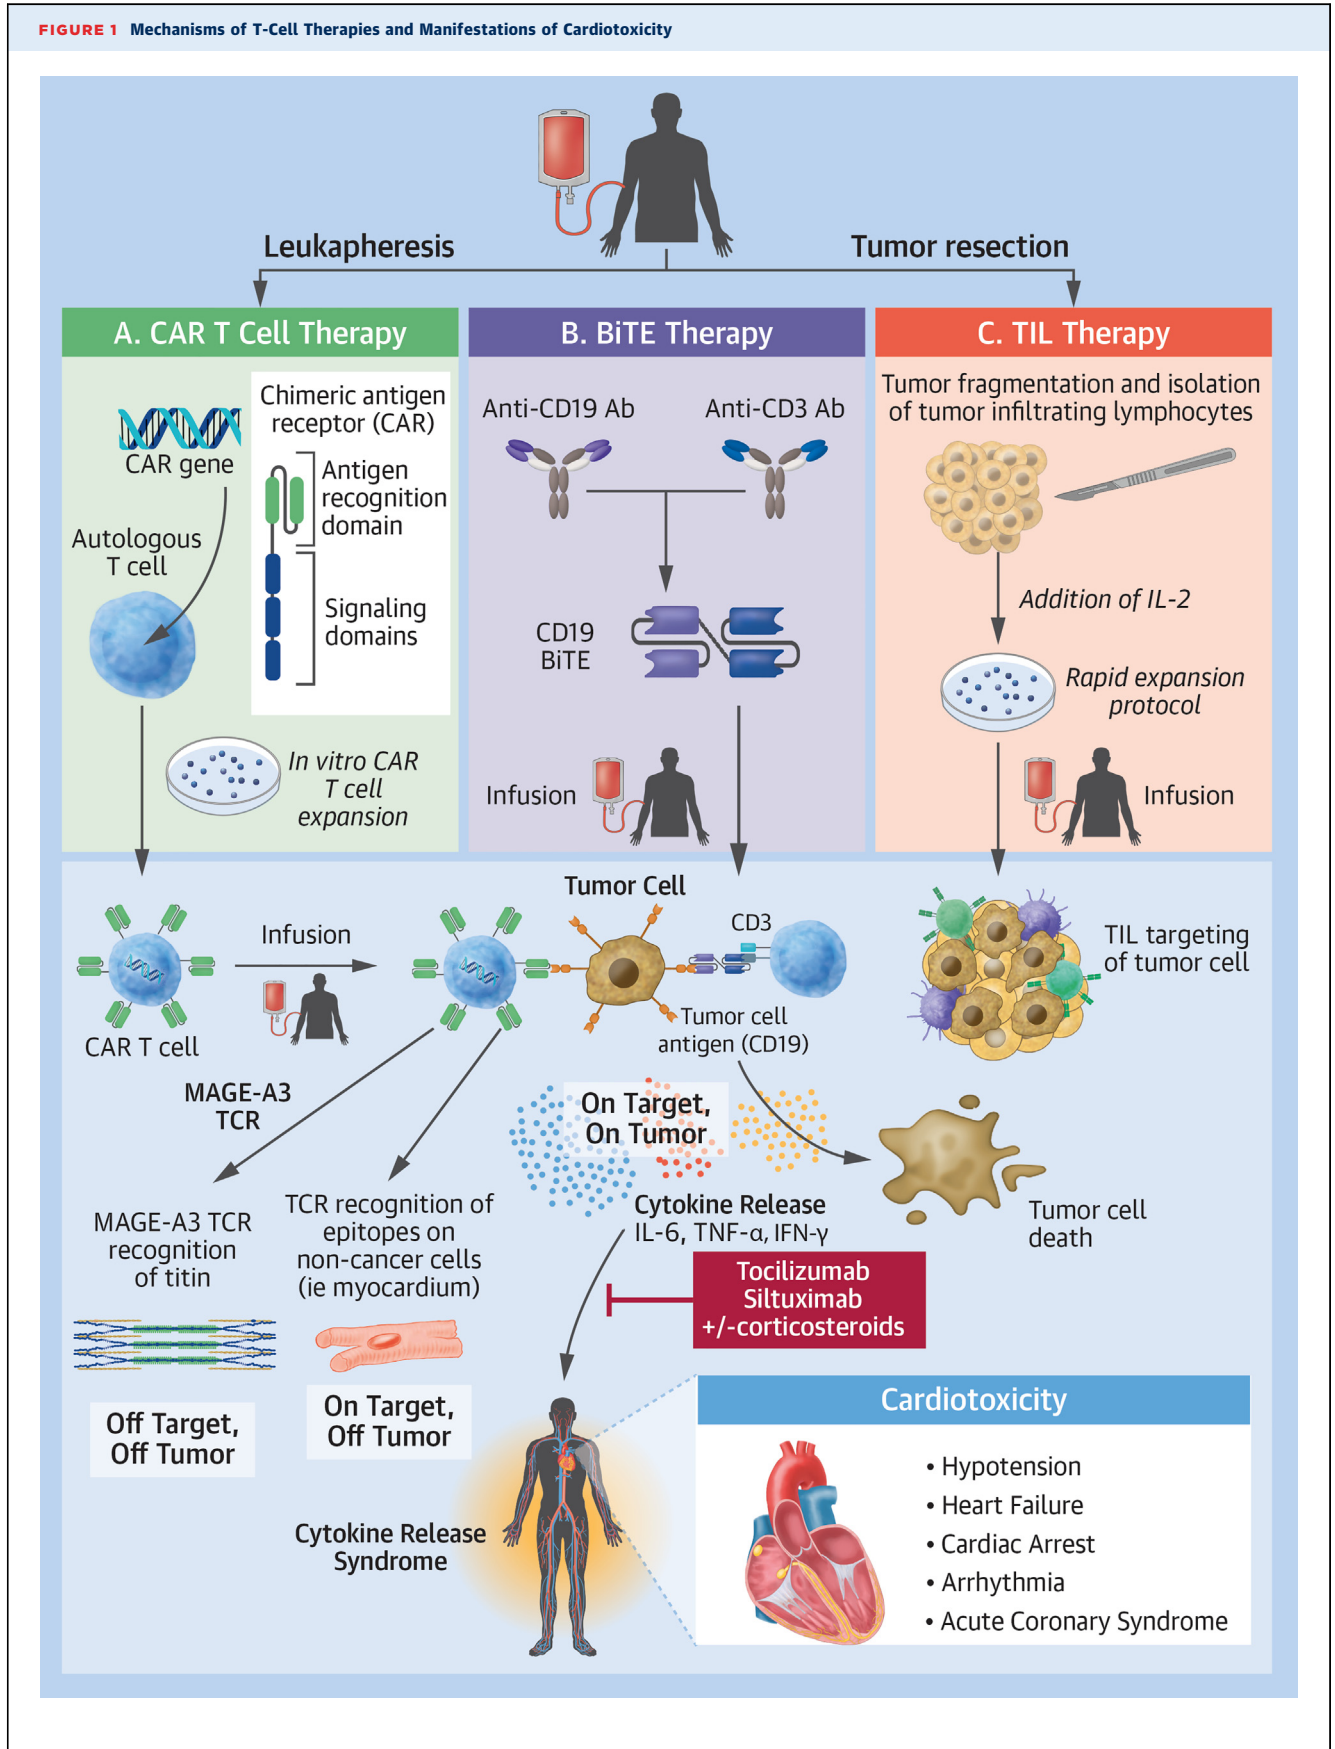 FIGURE 1 Mechanisms of T-Cell Therapies and Manifestations of Cardiotoxicity
Leukapheresis
Tumor resection
A. CAR T Cell Therapy
CAR gene
Chimeric antigen
receptor (CAR)
Antigen
recognition
domain
Signaling
domains
Autologous
T cell
In vitro CAR
T cell
expansion
B. BiTE Therapy
Anti-CD19 Ab
Anti-CD3 Ab
CD19
BiTE
Infusion
C. TIL Therapy
Tumor fragmentation and isolation
of tumor infiltrating lymphocytes
Addition of IL-2
Rapid expansion
protocol
Infusion
CAR T cell
Infusion
Tumor Cell
CD3
Tumor cell
antigen (CD19)
TIL targeting
of tumor cell
MAGE-A3
TCR
On Target,
On Tumor
Cytokine Release
IL-6, TNF-α, IFN-γ
Tumor cell
death
MAGE-A3 TCR
recognition
of titin
TCR recognition of
epitopes on
non-cancer cells
(ie myocardium)
Tocilizumab
Siltuximab
+/-corticosteroids
Off Target,
Off Tumor
On Target,
Off Tumor
Cytokine Release
Syndrome
Cardiotoxicity
• Hypotension
• Heart Failure
• Cardiac Arrest
• Arrhythmia
• Acute Coronary Syndrome